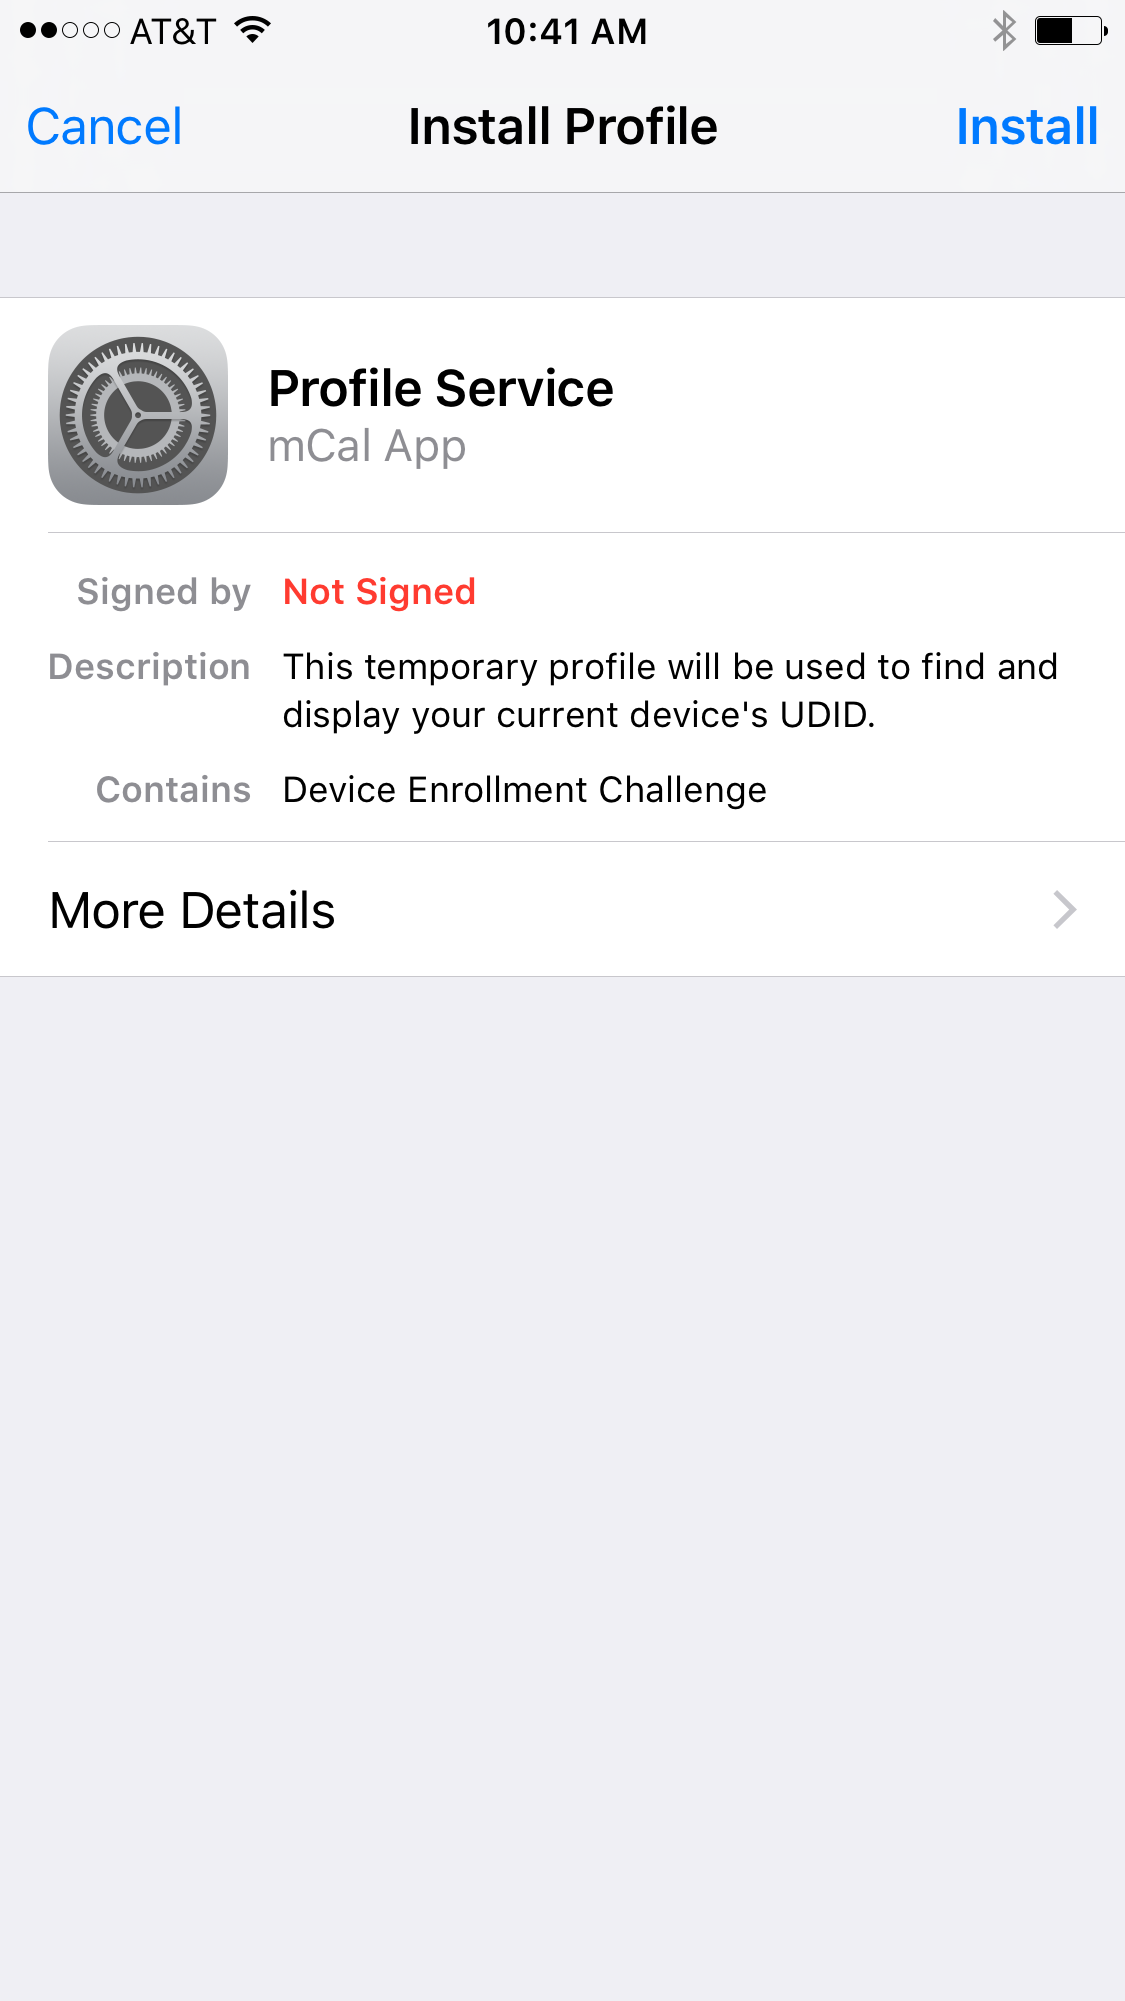 AT&T 10:41 AM
Cancel Install Profile Install
Profile Service
mCal App
Signed by Not Signed
Description This temporary profile will be used to find and
display your current device's UDID.
Contains Device Enrollment Challenge
More Details